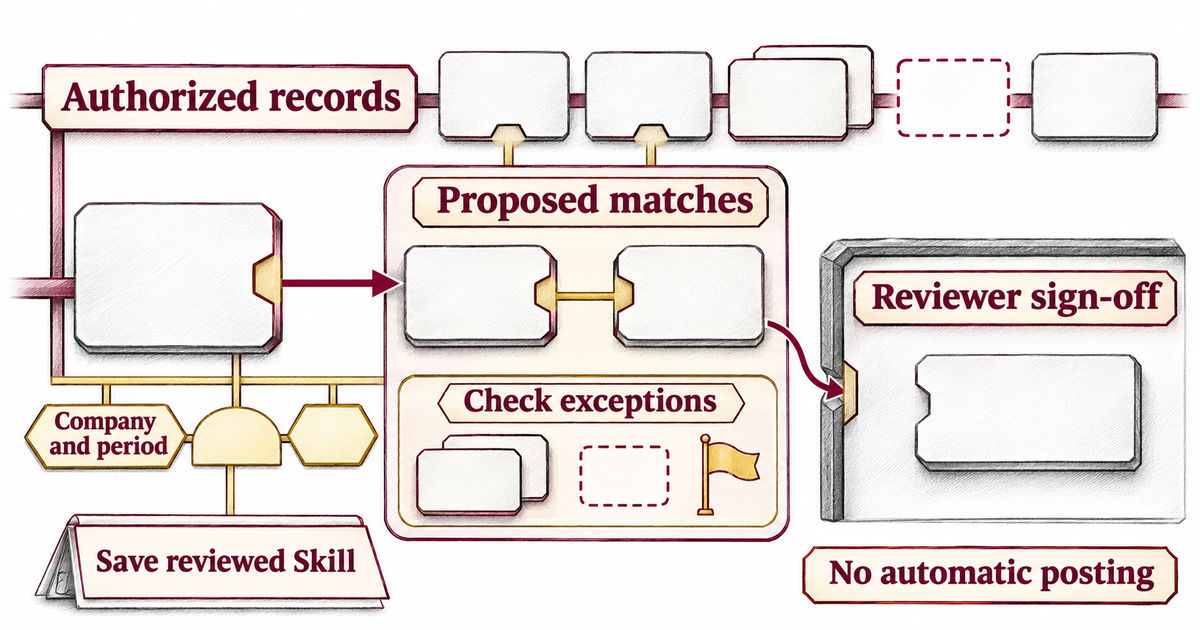 Authorized records
Proposed matches
Reviewer sign-off
Check exceptions
Company
and period
Save reviewed Skill
No automatic posting